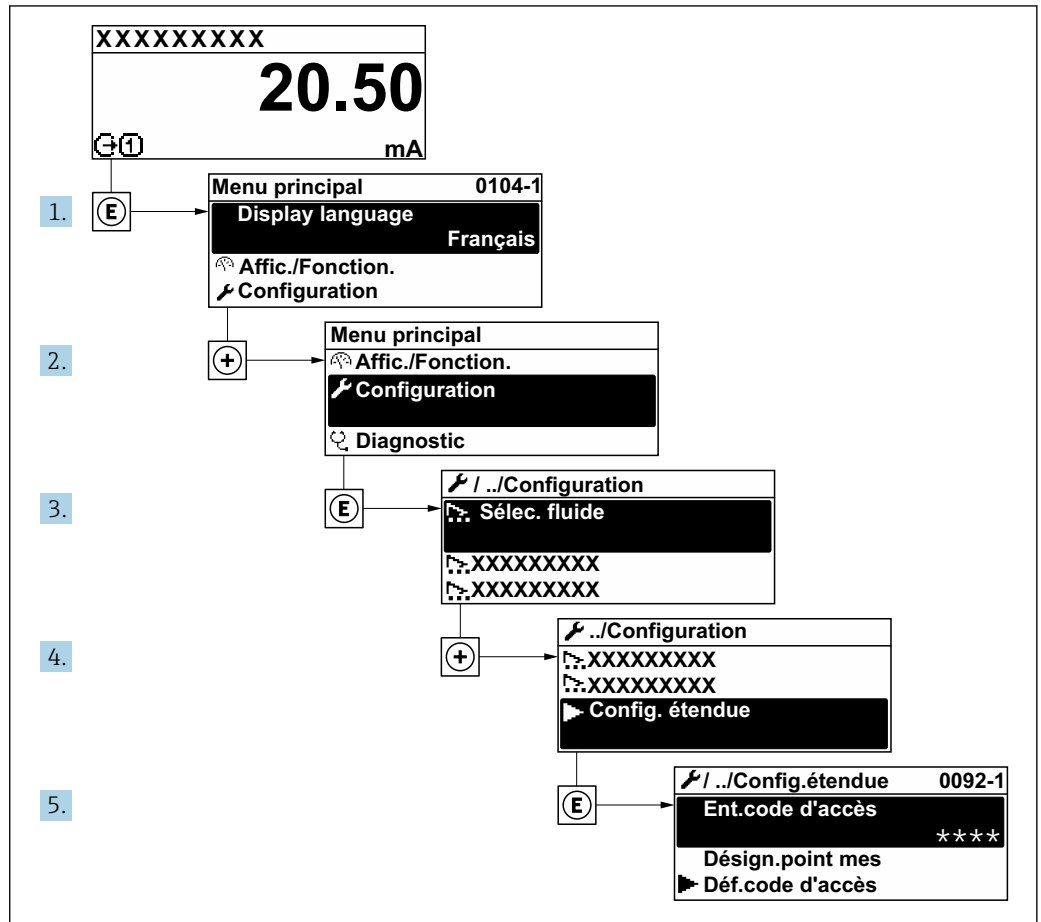 XXXXXXXXX
20.50
mA
1.
E
Menu principal 0104-1
Display language
Français
Affic./Fonction.
Configuration
2.
+
Menu principal
Affic./Fonction.
Configuration
Diagnostic
3.
E
/ ../Configuration
Sélec. fluide
XXXXXXXXX
XXXXXXXXX
4.
+
../Configuration
XXXXXXXXX
XXXXXXXXX
Config. étendue
5.
E
/ ../Config.étendue 0092-1
Ent.code d'accès
****
Désign.point mes
Déf.code d'accès